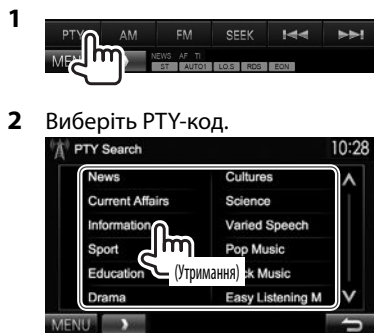 1
PTY AM FM SEEK
MENU
NEWS AF TI
ST AUTO1 LO.S RDS EON
2 Виберіть PTY-код.
PTY Search 10:28
News Cultures
Current Affairs Science
Information Varied Speech
Sport Pop Music
Education Music
(Утримання)
Drama Easy Listening M
MENU